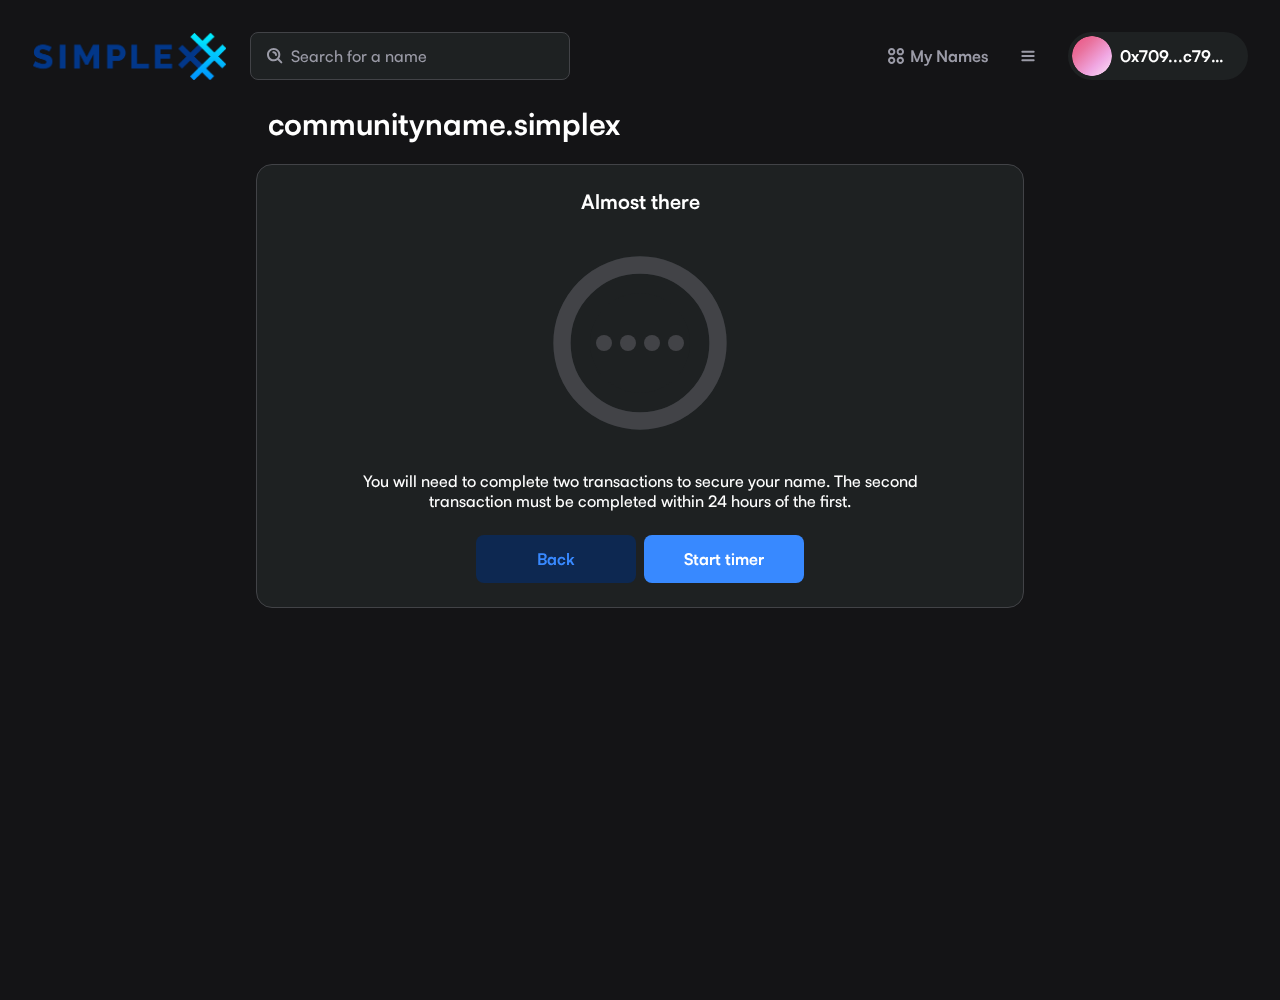 SIMPLEX
Search for a name
My Names
0x709...c79...
communityname.simplex
Almost there
You will need to complete two transactions to secure your name. The second
transaction must be completed within 24 hours of the first.
Back
Start timer